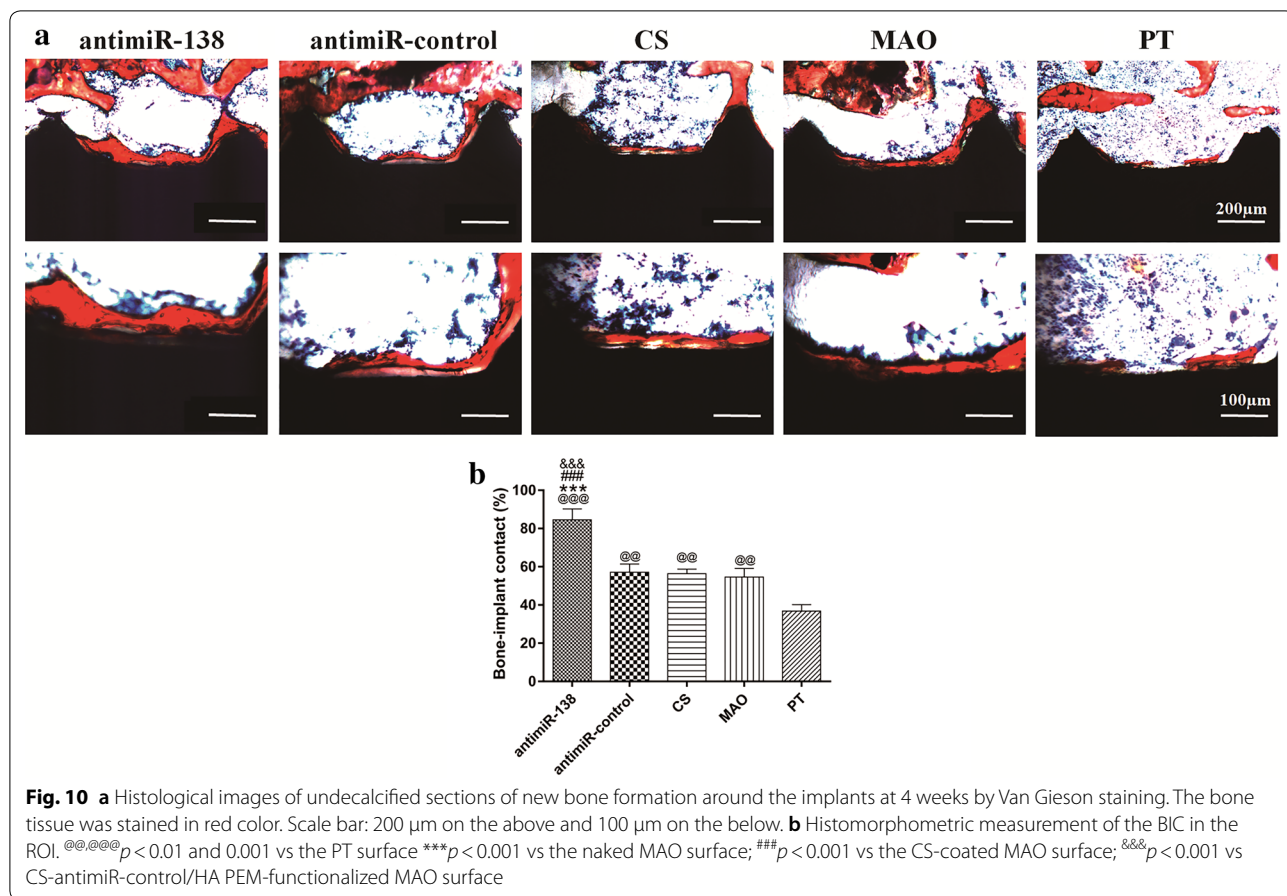 a
antimiR-138 antimiR-control CS MAO PT
200μm
100μm
b
&&&
###
***
@@@
@@ @@ @@
Bone-implant contact (%)
100
80
60
40
20
0
antimiR-138 antimiR-control CS MAO PT
Fig. 10 a Histological images of undecalcified sections of new bone formation around the implants at 4 weeks by Van Gieson staining. The bone
tissue was stained in red color. Scale bar: 200 μm on the above and 100 μm on the below. b Histomorphometric measurement of the BIC in the
ROI. @@,@@@p < 0.01 and 0.001 vs the PT surface ***p < 0.001 vs the naked MAO surface; ###p < 0.001 vs the CS-coated MAO surface; &&&p < 0.001 vs
CS-antimiR-control/HA PEM-functionalized MAO surface